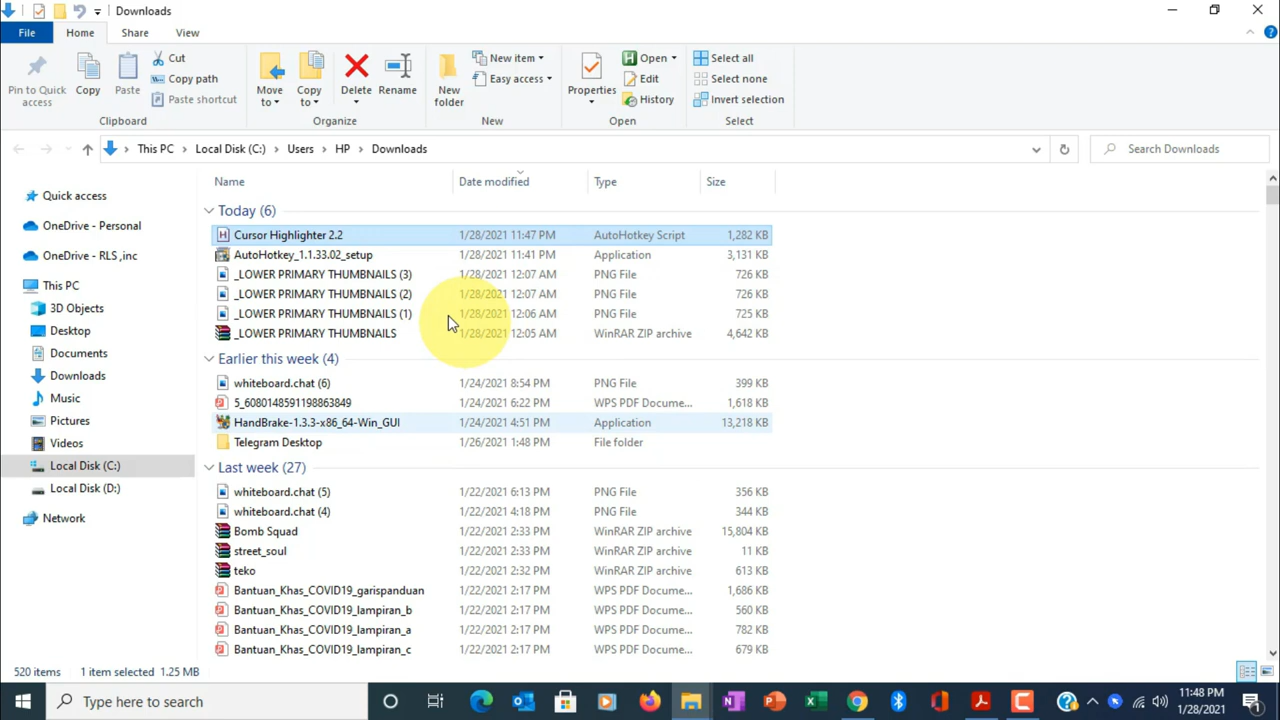 Downloads
File Home Share View
Pin to Quick access
Copy
Paste
Cut
Copy path
Paste shortcut
Clipboard
Move to
Copy to
Delete
Rename
Organize
New folder
New item
Easy access
New
Properties
Open
Edit
History
Open
Select all
Select none
Invert selection
Select
This PC Local Disk (C:) Users HP Downloads
Search Downloads
Quick access
OneDrive - Personal
OneDrive - RLS ,inc
This PC
3D Objects
Desktop
Documents
Downloads
Music
Pictures
Videos
Local Disk (C:)
Local Disk (D:)
Network
Name Date modified Type Size
Today (6)
Cursor Highlighter 2.2 1/28/2021 11:47 PM AutoHotkey Script 1,282 KB
AutoHotkey_1.1.33.02_setup 1/28/2021 11:41 PM Application 3,131 KB
_LOWER PRIMARY THUMBNAILS (3) 1/28/2021 12:07 AM PNG File 726 KB
_LOWER PRIMARY THUMBNAILS (2) 1/28/2021 12:07 AM PNG File 726 KB
_LOWER PRIMARY THUMBNAILS (1) 1/28/2021 12:06 AM PNG File 725 KB
_LOWER PRIMARY THUMBNAILS 1/28/2021 12:05 AM WinRAR ZIP archive 4,642 KB
Earlier this week (4)
whiteboard.chat (6) 1/24/2021 8:54 PM PNG File 399 KB
5_6080148591198863849 1/24/2021 6:22 PM WPS PDF Docume... 1,618 KB
HandBrake-1.3.3-x86_64-Win_GUI 1/24/2021 4:51 PM Application 13,218 KB
Telegram Desktop 1/26/2021 1:48 PM File folder
Last week (27)
whiteboard.chat (5) 1/22/2021 6:13 PM PNG File 356 KB
whiteboard.chat (4) 1/22/2021 4:18 PM PNG File 344 KB
Bomb Squad 1/22/2021 2:33 PM WinRAR ZIP archive 15,804 KB
street_soul 1/22/2021 2:33 PM WinRAR ZIP archive 11 KB
teko 1/22/2021 2:32 PM WinRAR ZIP archive 613 KB
Bantuan_Khas_COVID19_garispanduan 1/22/2021 2:17 PM WPS PDF Docume... 1,686 KB
Bantuan_Khas_COVID19_lampiran_b 1/22/2021 2:17 PM WPS PDF Docume... 560 KB
Bantuan_Khas_COVID19_lampiran_a 1/22/2021 2:17 PM WPS PDF Docume... 782 KB
Bantuan_Khas_COVID19_lampiran_c 1/22/2021 2:17 PM WPS PDF Docume... 679 KB
520 items 1 item selected 1.25 MB
Type here to search
11:48 PM
1/28/2021